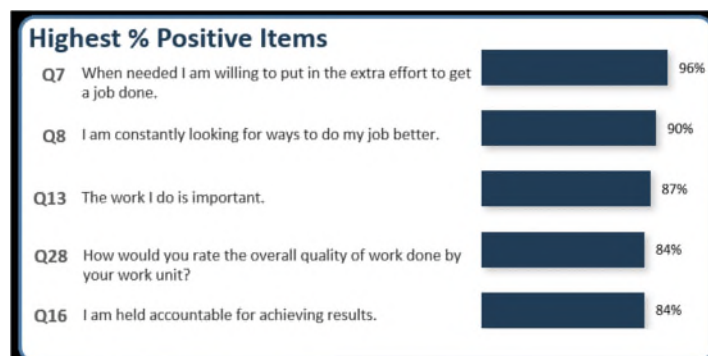 Highest % Positive Items
Q7 When needed I am willing to put in the extra effort to get
a job done.
96%
Q8 I am constantly looking for ways to do my job better.
90%
Q13 The work I do is important.
87%
Q28 How would you rate the overall quality of work done by
your work unit?
84%
Q16 I am held accountable for achieving results.
84%